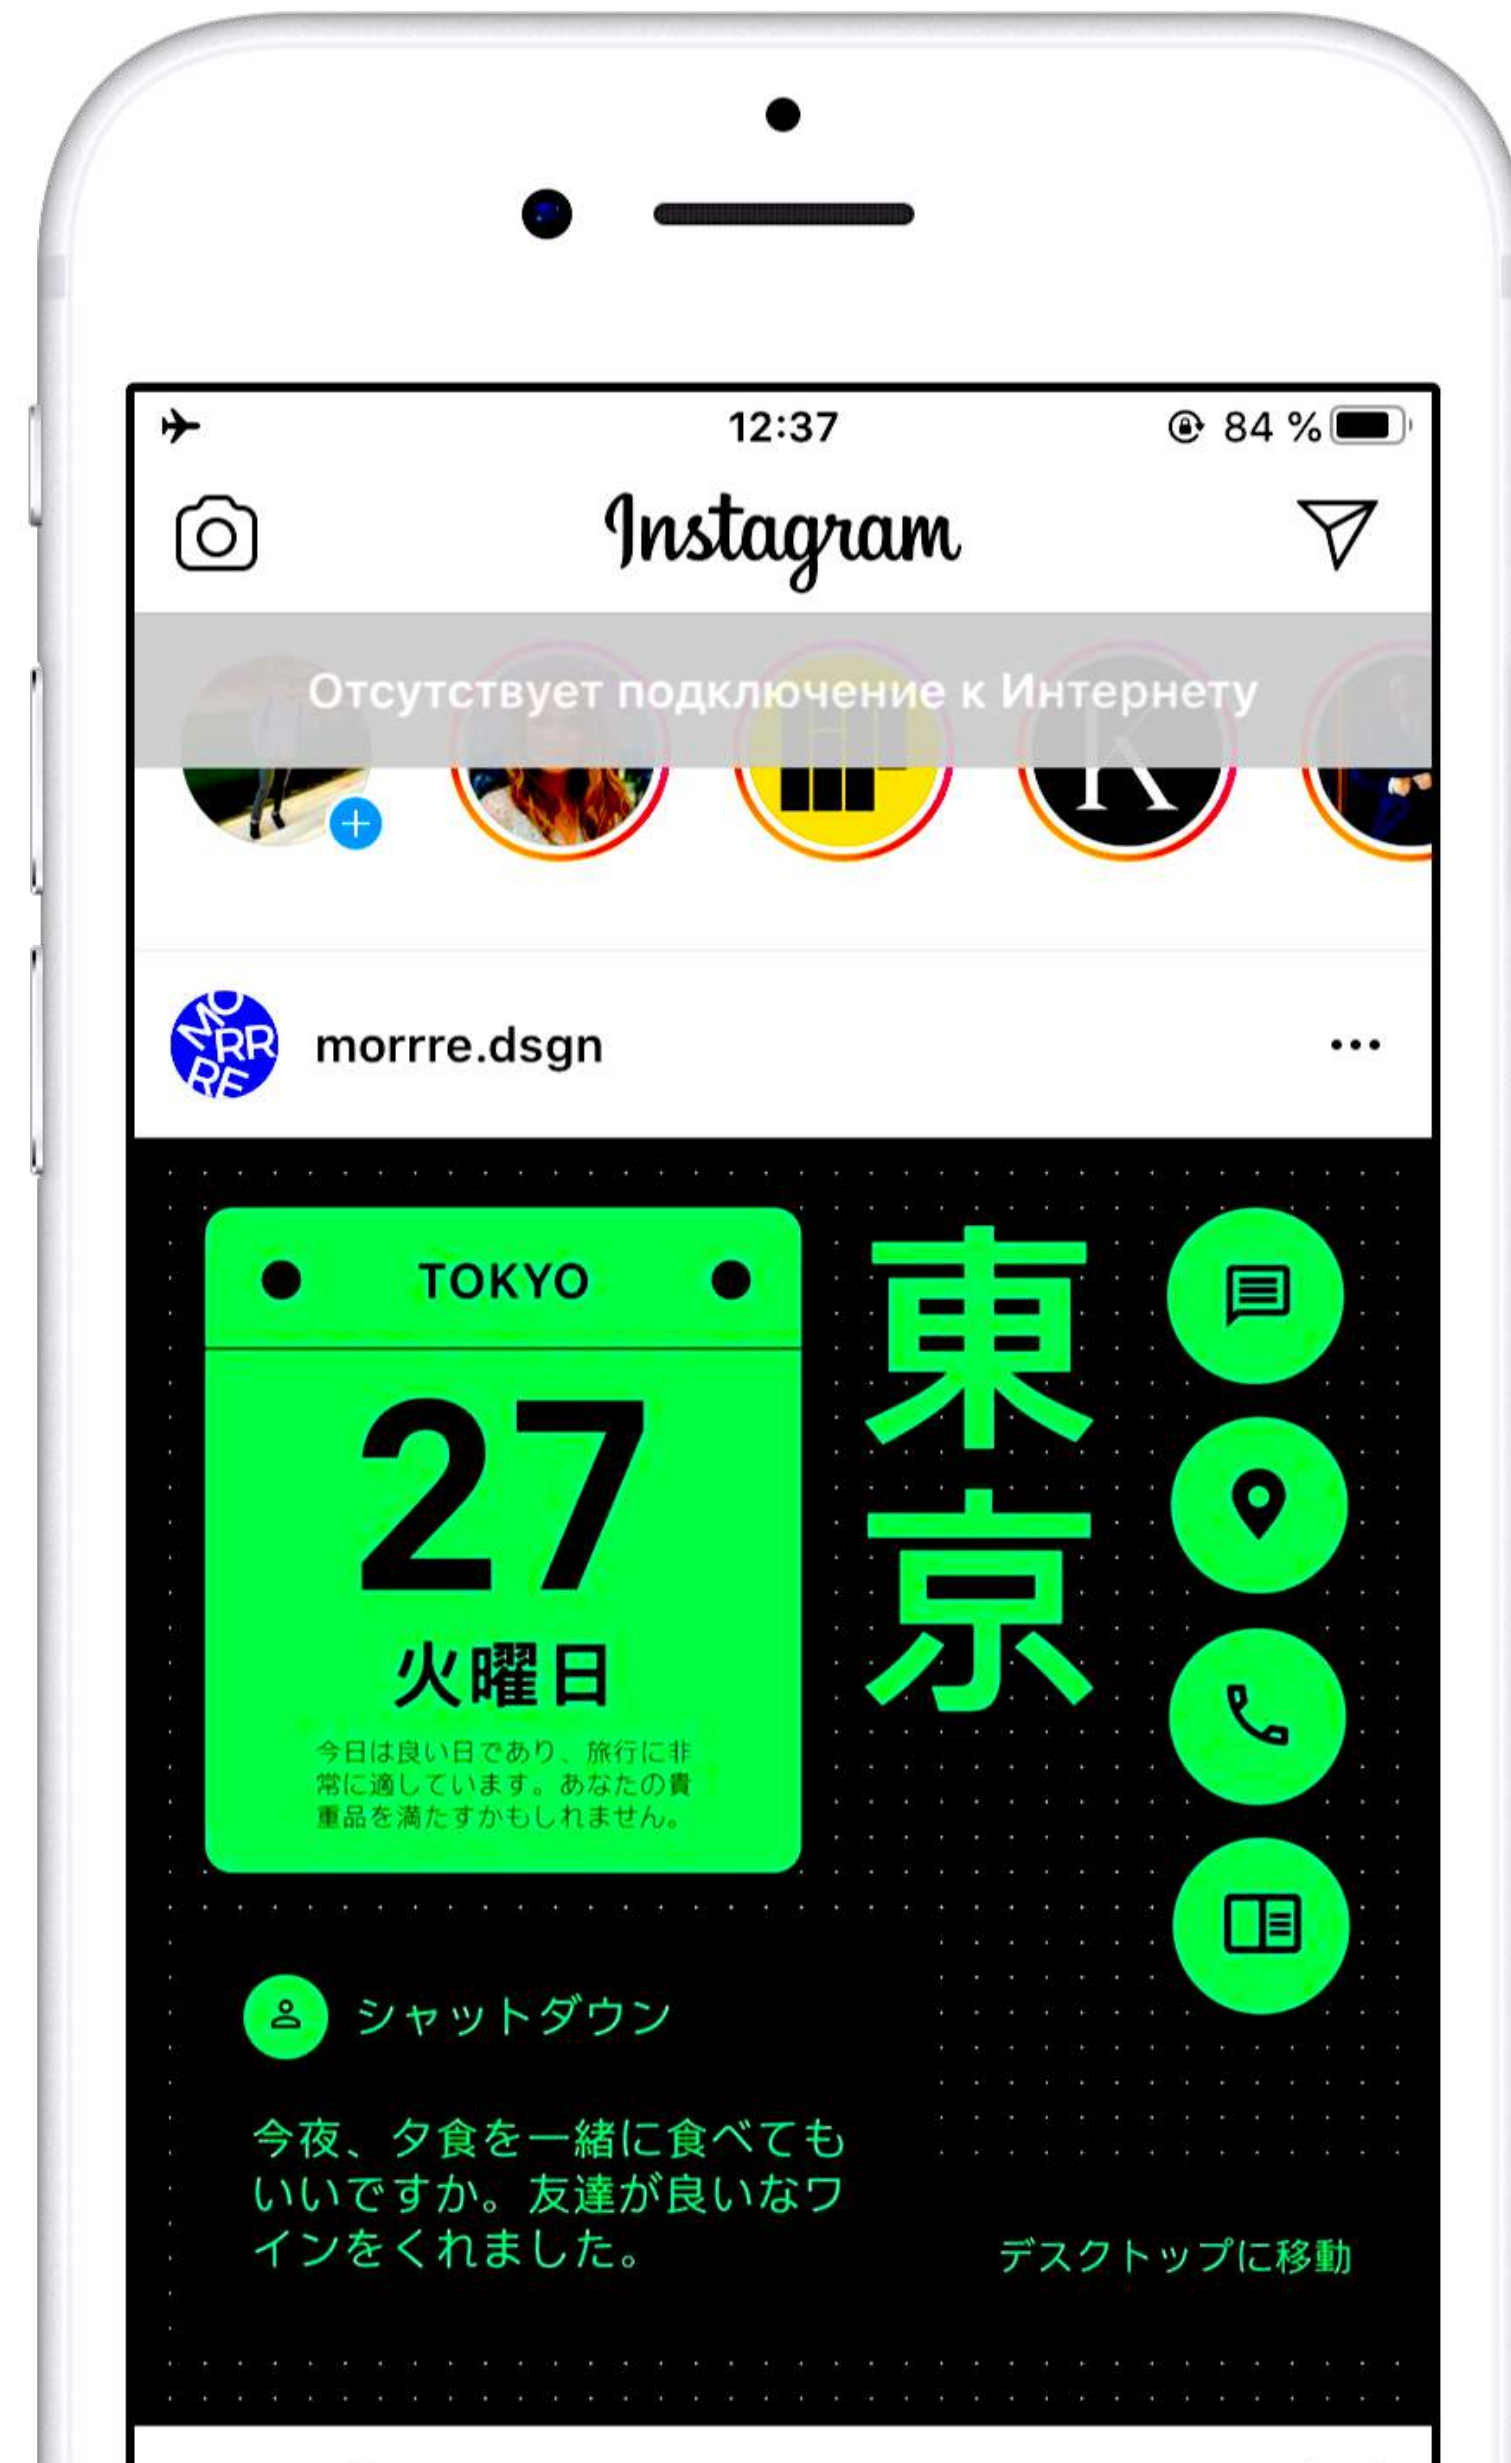 12:37
84 %
Instagram
Отсутствует подключение к Интернету
K
MORRRE
morrre.dsgn
TOKYO
27
火曜日
今日は良い日であり、旅行に非
常に適しています。あなたの貴
重品を満たすかもしれません。
東
京
シャットダウン
今夜、夕食を一緒に食べても
いいですか。友達が良いなワ
インをくれました。
デスクトップに移動